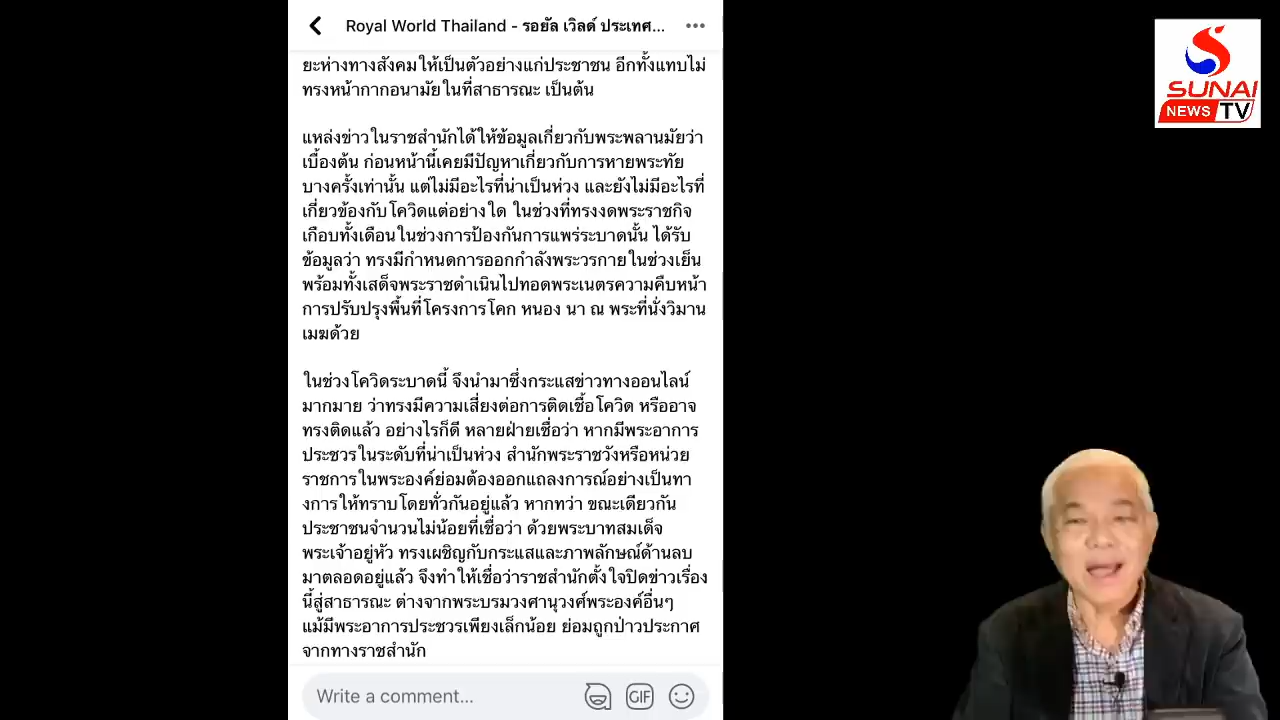 Royal World Thailand - รอยัล เวิลด์ ประเทศ...
ยะห่างทางสังคมให้เป็นตัวอย่างแก่ประชาชน อีกทั้งแทบไม่
ทรงหน้ากากอนามัยในที่สาธารณะ เป็นต้น
แหล่งข่าวในราชสำนักได้ให้ข้อมูลเกี่ยวกับพระพลานมัยว่า
เบื้องต้น ก่อนหน้านี้เคยมีปัญหาเกี่ยวกับการหายพระทัย
บางครั้งเท่านั้น แต่ไม่มีอะไรที่น่าเป็นห่วง และยังไม่มีอะไรที่
เกี่ยวข้องกับโควิดแต่อย่างใด ในช่วงที่ทรงงดพระราชกิจ
เกือบทั้งเดือนในช่วงการป้องกันการแพร่ระบาดนั้น ได้รับ
ข้อมูลว่า ทรงมีกำหนดการออกกำลังพระวรกายในช่วงเย็น
พร้อมทั้งเสด็จพระราชดำเนินไปทอดพระเนตรความคืบหน้า
การปรับปรุงพื้นที่โครงการโคก หนอง นา ณ พระที่นั่งวิมาน
เมฆด้วย
ในช่วงโควิดระบาดนี้ จึงนำมาซึ่งกระแสข่าวทางออนไลน์
มากมาย ว่าทรงมีความเสี่ยงต่อการติดเชื้อโควิด หรืออาจ
ทรงติดแล้ว อย่างไรก็ดี หลายฝ่ายเชื่อว่า หากมีพระอาการ
ประชวรในระดับที่น่าเป็นห่วง สำนักพระราชวังหรือหน่วย
ราชการในพระองค์ย่อมต้องออกแถลงการณ์อย่างเป็นทา
งการให้ทราบโดยทั่วกันอยู่แล้ว หากทว่า ขณะเดียวกัน
ประชาชนจำนวนไม่น้อยที่เชื่อว่า ด้วยพระบาทสมเด็จ
พระเจ้าอยู่หัว ทรงเผชิญกับกระแสและภาพลักษณ์ด้านลบ
มาตลอดอยู่แล้ว จึงทำให้เชื่อว่าราชสำนักตั้งใจปิดข่าวเรื่อง
นี้สู่สาธารณะ ต่างจากพระบรมวงศานุวงศ์พระองค์อื่นๆ
แม้มีพระอาการประชวรเพียงเล็กน้อย ย่อมถูกป่าวประกาศ
จากทางราชสำนัก
Write a comment...
GIF
SUNAI
NEWS TV